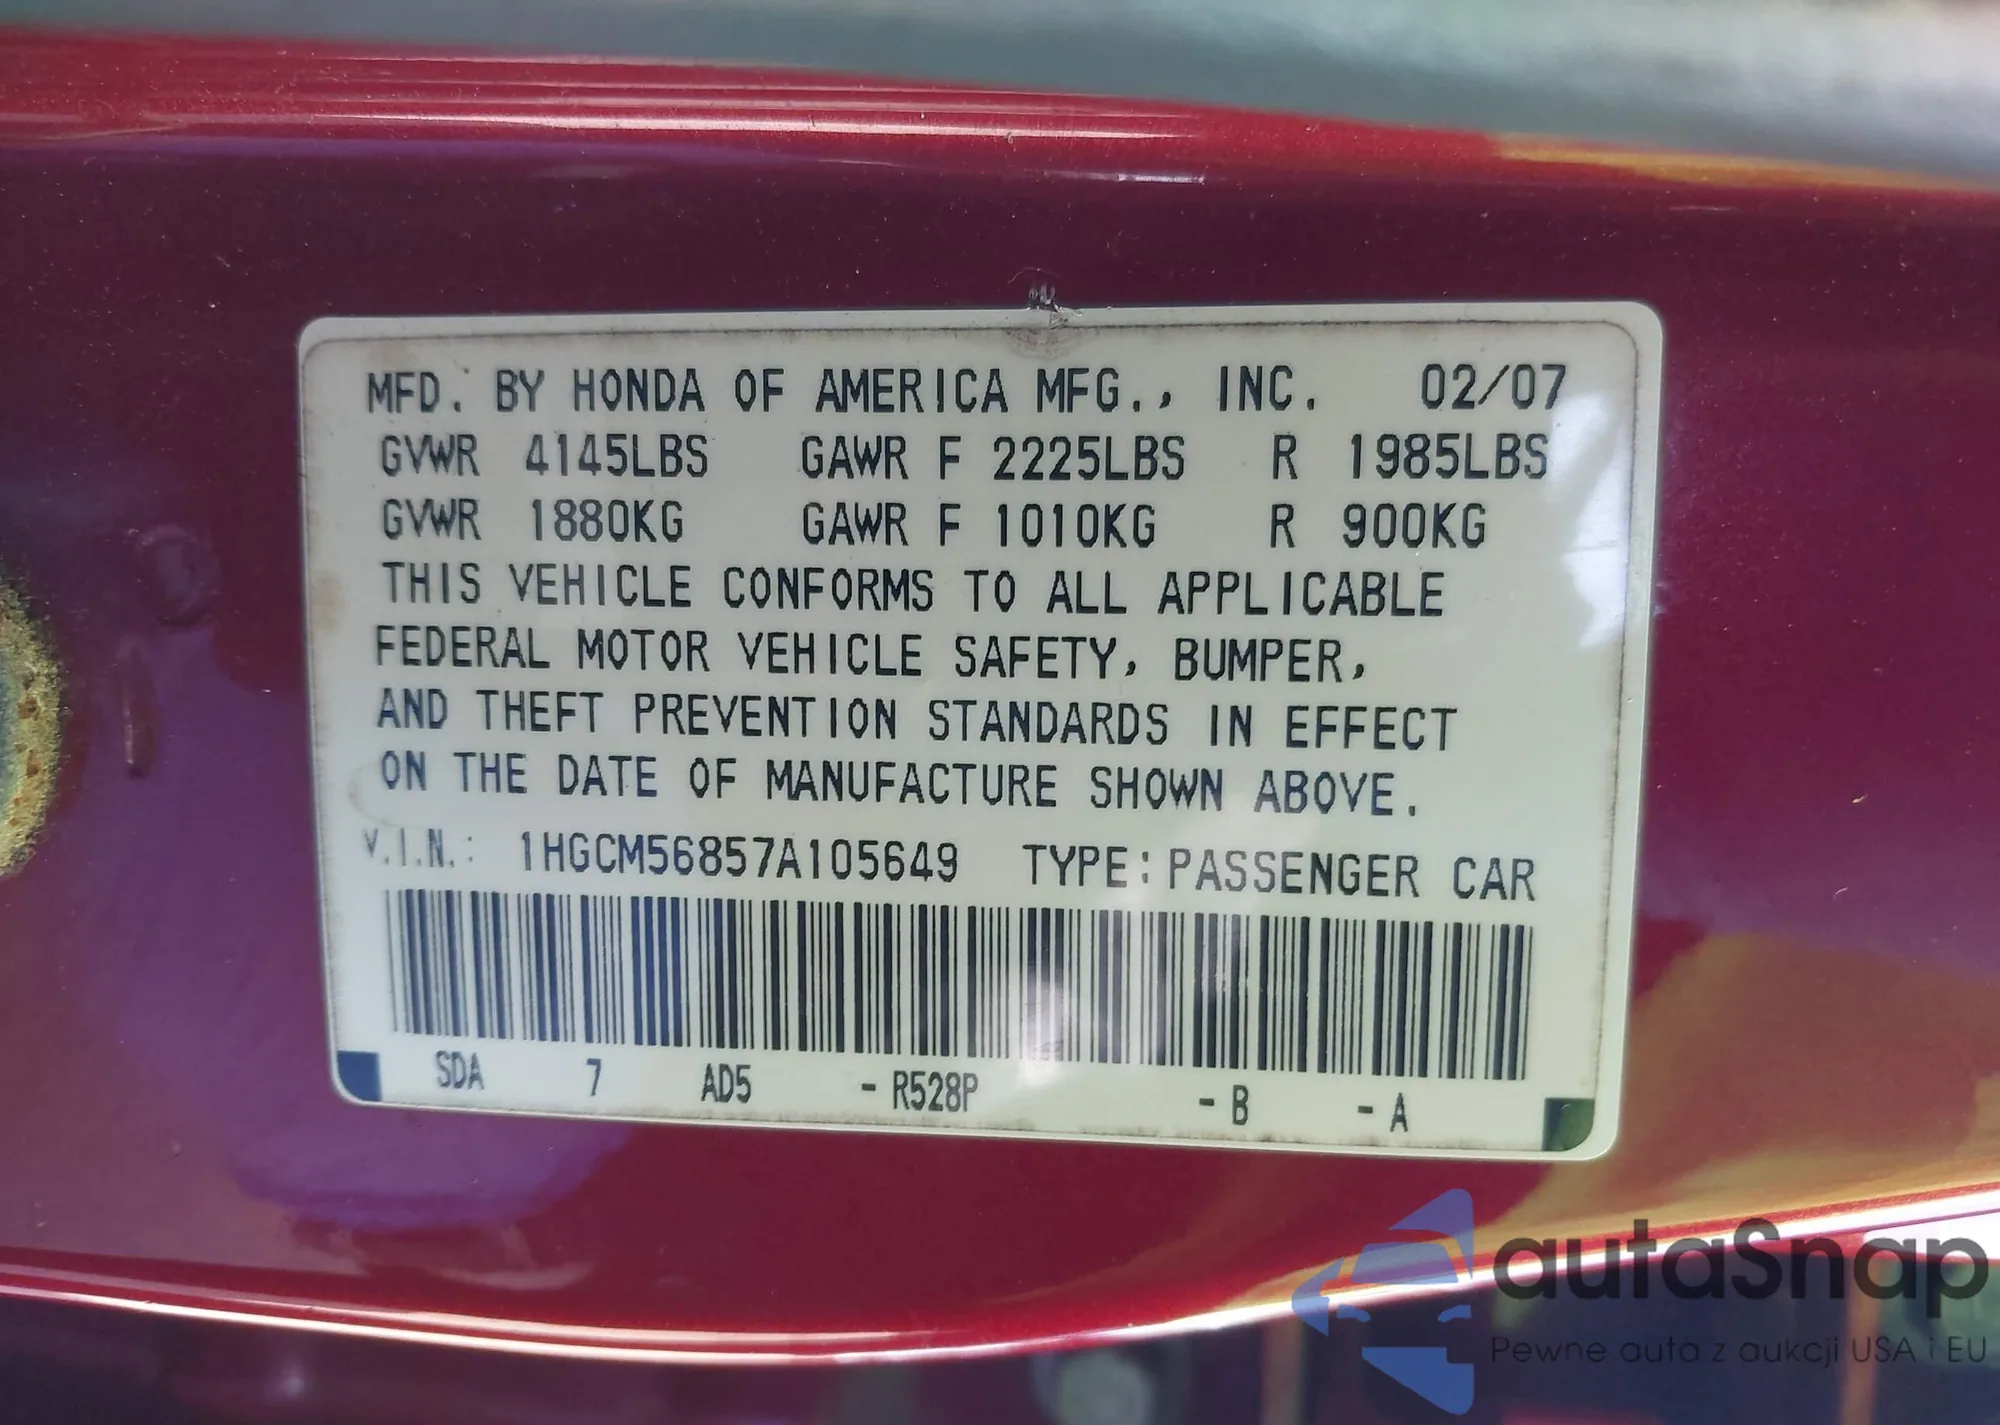 MFD. BY HONDA OF AMERICA MFG., INC. 02/07
GVWR 4145LBS GAWR F 2225LBS R 1985LBS
GVWR 1880KG GAWR F 1010KG R 900KG
THIS VEHICLE CONFORMS TO ALL APPLICABLE
FEDERAL MOTOR VEHICLE SAFETY, BUMPER,
AND THEFT PREVENTION STANDARDS IN EFFECT
ON THE DATE OF MANUFACTURE SHOWN ABOVE.
V.I.N.: 1HGCM56857A105649 TYPE: PASSENGER CAR
SDA 7 AD5 - R528P - B - A
autaSnap
Pewne auta z aukcji USA i EU